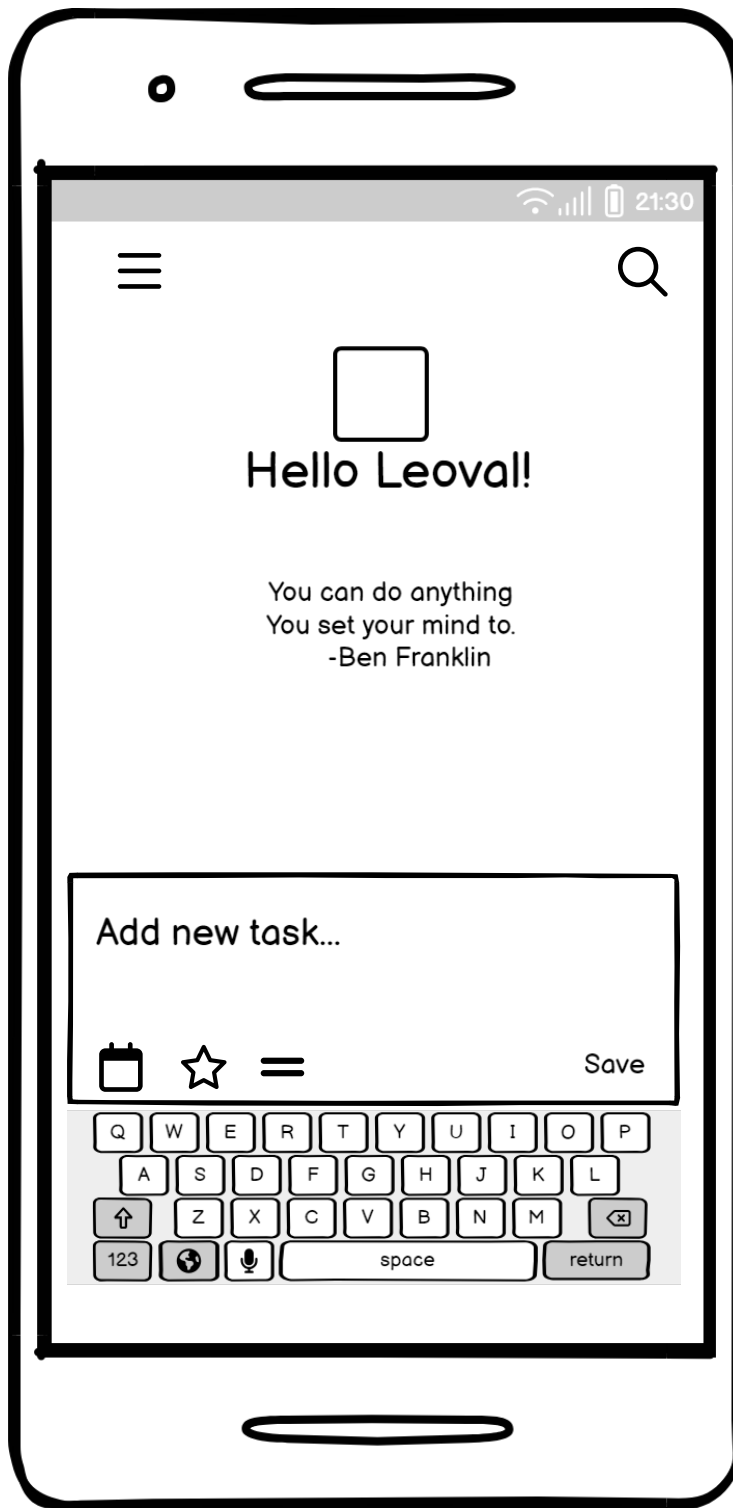 21:30
Hello Leoval!
You can do anything
You set your mind to.
-Ben Franklin
Add new task...
Save
Q W E R T Y U I O P
A S D F G H J K L
Z X C V B N M
123 space return